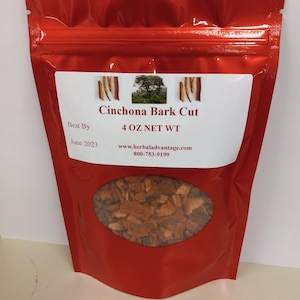 Cinchona Bark Cut
Best By
4 OZ NET WT
June 2023
www.herbaladvantage.com
800-753-9199